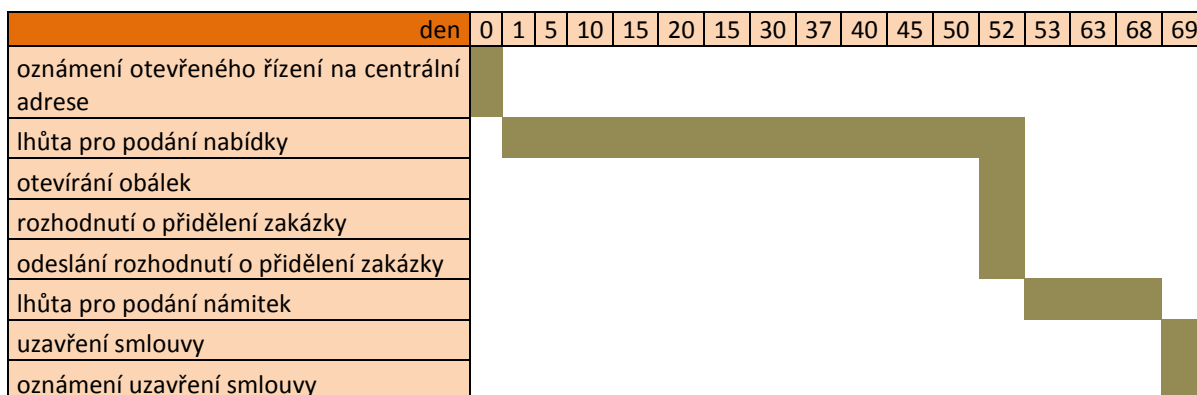 den 0 1 5 10 15 20 15 30 37 40 45 50 52 53 63 68 69
oznámení otevřeného řízení na centrální
adrese
lhůta pro podání nabídky
otevírání obálek
rozhodnutí o přidělení zakázky
odeslání rozhodnutí o přidělení zakázky
lhůta pro podání námitek
uzavření smlouvy
oznámení uzavření smlouvy